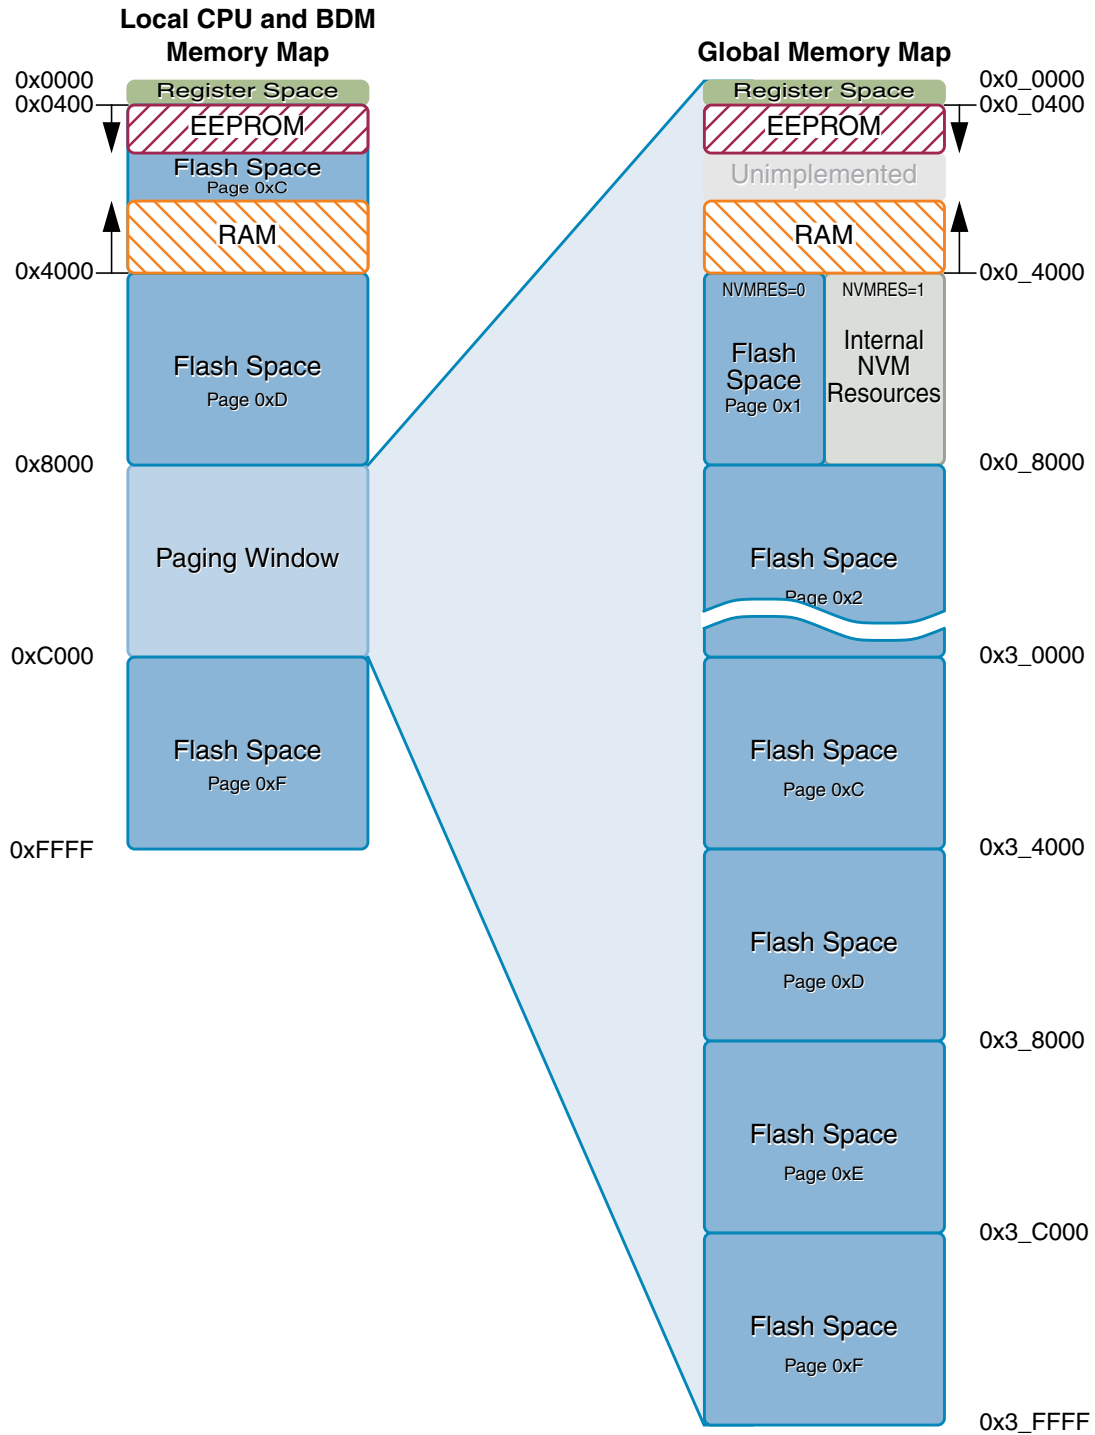 Local CPU and BDM
Memory Map
0x0000
Register Space
0x0400
EEPROM
Flash Space
Page 0xC
RAM
0x4000
Flash Space
Page 0xD
0x8000
Paging Window
0xC000
Flash Space
Page 0xF
0xFFFF
Global Memory Map
0x0_0000
Register Space
0x0_0400
EEPROM
Unimplemented
RAM
0x0_4000
NVMRES=0
Flash
Space
Page 0x1
NVMRES=1
Internal
NVM
Resources
0x0_8000
Flash Space
Page 0x2
0x3_0000
Flash Space
Page 0xC
0x3_4000
Flash Space
Page 0xD
0x3_8000
Flash Space
Page 0xE
0x3_C000
Flash Space
Page 0xF
0x3_FFFF